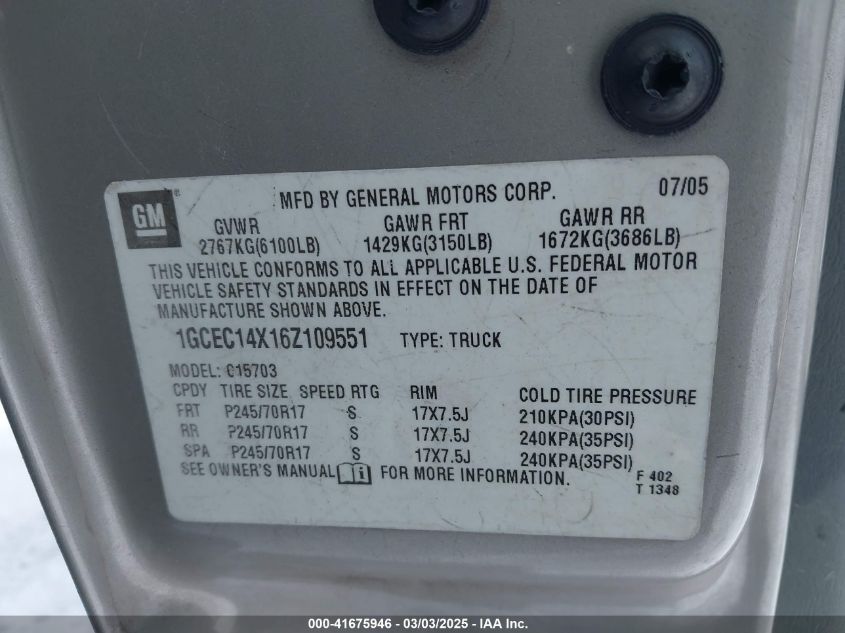 GM
®
MFD BY GENERAL MOTORS CORP. 07/05
GVWR GAWR FRT GAWR RR
2767KG(6100LB) 1429KG(3150LB) 1672KG(3686LB)
THIS VEHICLE CONFORMS TO ALL APPLICABLE U.S. FEDERAL MOTOR
VEHICLE SAFETY STANDARDS IN EFFECT ON THE DATE OF
MANUFACTURE SHOWN ABOVE.
1GCEC14X16Z109551 TYPE: TRUCK
MODEL: C15703
CPDY TIRE SIZE SPEED RTG RIM COLD TIRE PRESSURE
FRT P245/70R17 S 17X7.5J 210KPA(30PSI)
RR P245/70R17 S 17X7.5J 240KPA(35PSI)
SPA P245/70R17 S 17X7.5J 240KPA(35PSI)
SEE OWNER'S MANUAL i FOR MORE INFORMATION.
F 402
T 1348
000-41675946 - 03/03/2025 - IAA Inc.